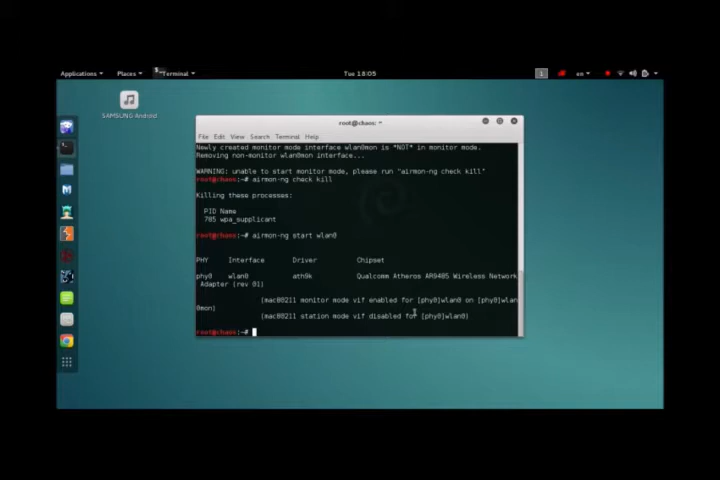 Applications Places Terminal Tue 18:05 1 en
SAMSUNG Android
root@chaos: ~
File Edit View Search Terminal Help
Newly created monitor mode interface wlan0mon is *NOT* in monitor mode.
Removing non-monitor wlan0mon interface...
WARNING: unable to start monitor mode, please run "airmon-ng check kill"
root@chaos:~# airmon-ng check kill
Killing these processes:
PID Name
785 wpa_supplicant
root@chaos:~# airmon-ng start wlan0
PHY Interface Driver Chipset
phy0 wlan0 ath9k Qualcomm Atheros AR9485 Wireless Network
Adapter (rev 01)
(mac80211 monitor mode vif enabled for [phy0]wlan0 on [phy0]wlan
0mon)
(mac80211 station mode vif disabled for [phy0]wlan0)
root@chaos:~#